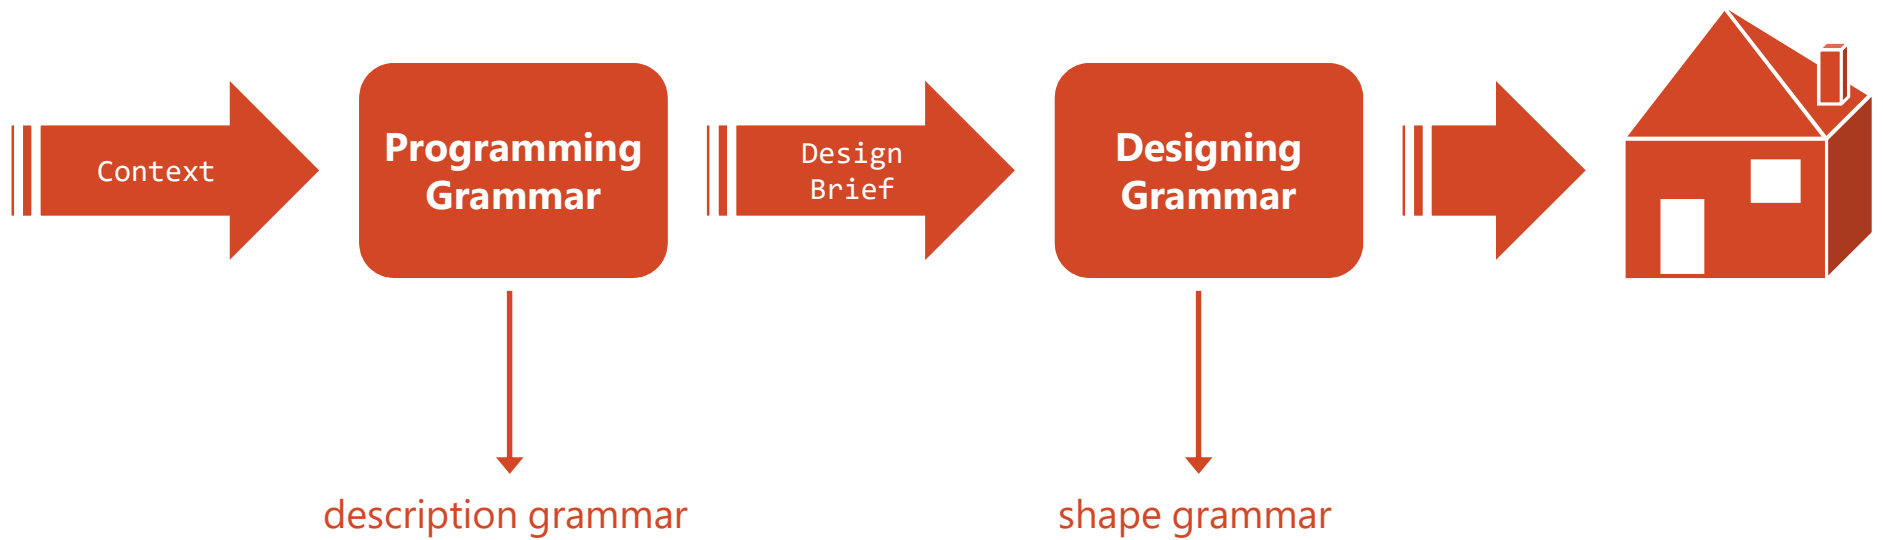 Context
Programming
Grammar
Design
Brief
Designing
Grammar
description grammar
shape grammar